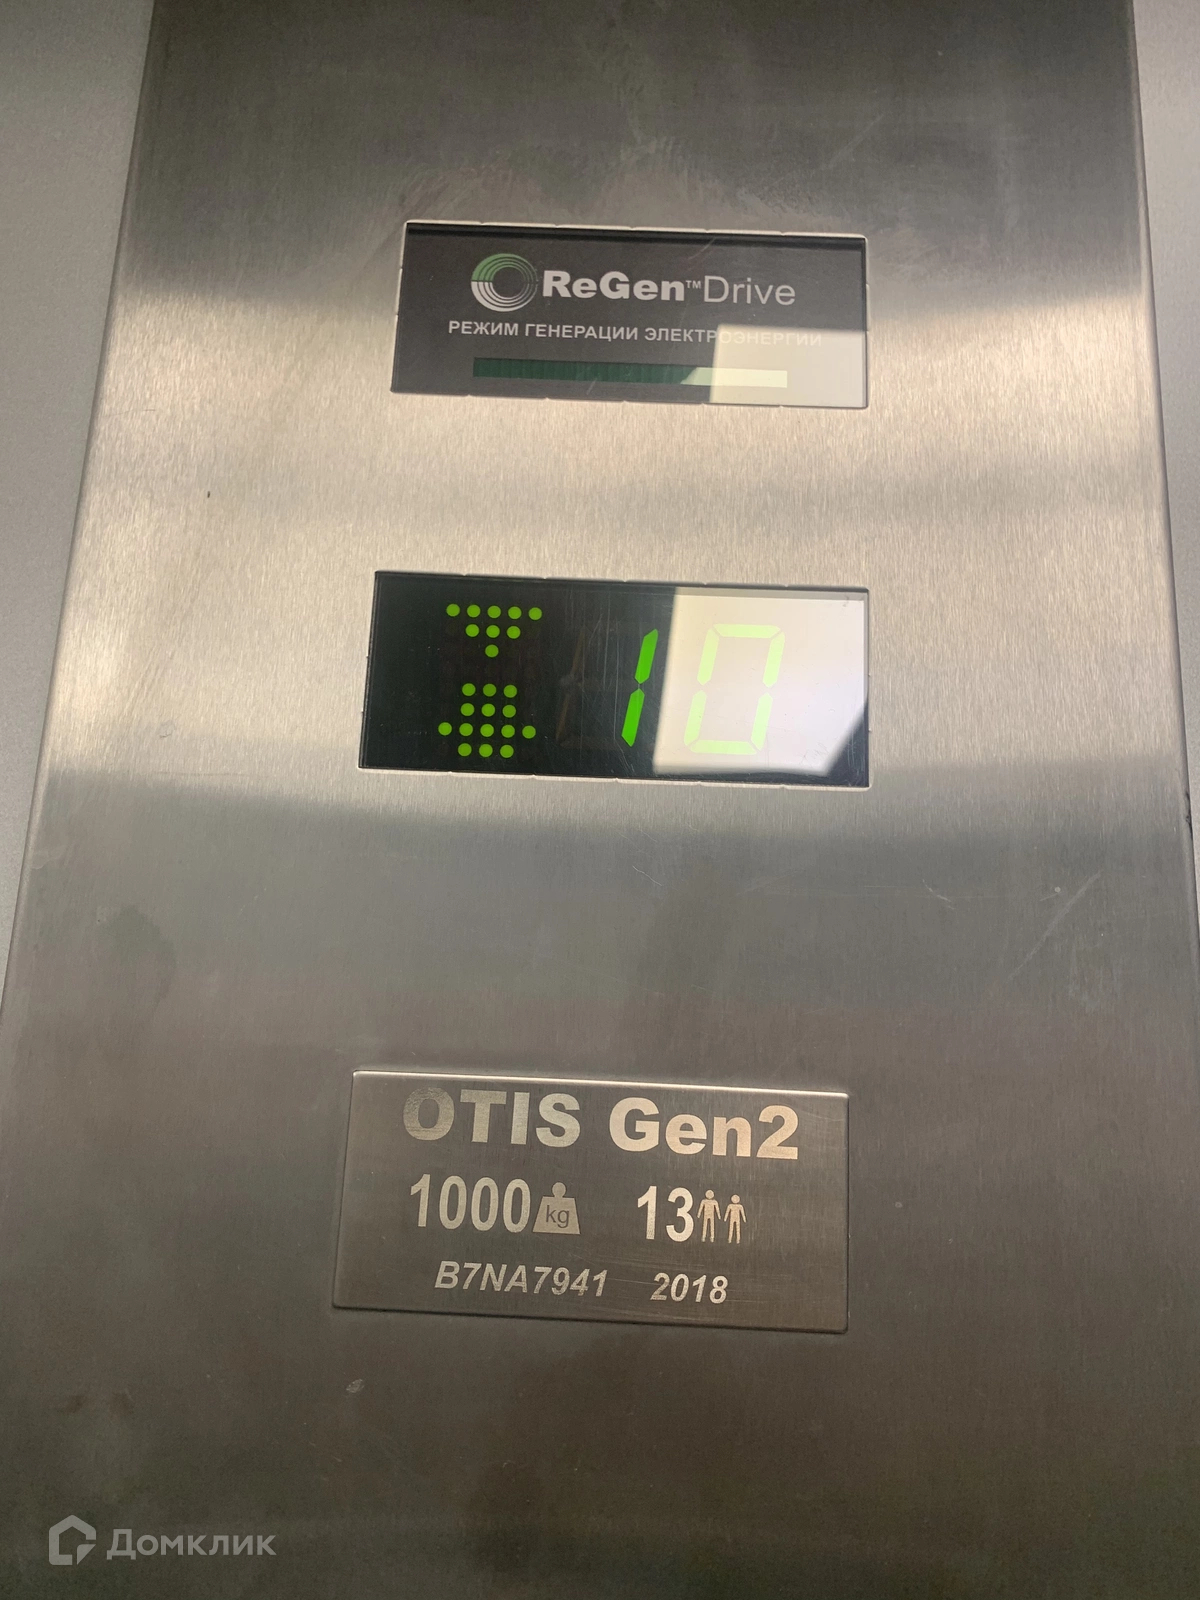 ReGen™Drive
РЕЖИМ ГЕНЕРАЦИИ ЭЛЕКТРОЭНЕРГИИ
10
OTIS Gen2
1000 kg 13
B7NA7941 2018
Домклик